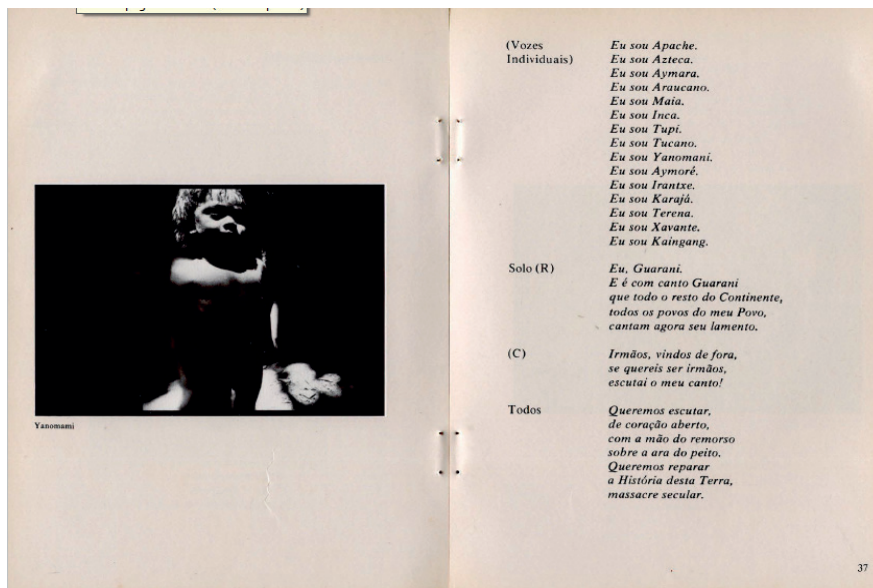 Yanomami
(Vozes
Individuais)
Eu sou Apache.
Eu sou Azteca.
Eu sou Aymara.
Eu sou Araucano.
Eu sou Maia.
Eu sou Inca.
Eu sou Tupi.
Eu sou Tucano.
Eu sou Yanomani.
Eu sou Aymoré.
Eu sou Irantxe.
Eu sou Karajá.
Eu sou Terena.
Eu sou Xavante.
Eu sou Kaingang.
Solo (R)
Eu, Guarani.
E é com canto Guarani
que todo o resto do Continente,
todos os povos do meu Povo,
cantam agora seu lamento.
(C)
Irmãos, vindos de fora,
se quereis ser irmãos,
escutai o meu canto!
Todos
Queremos escutar,
de coração aberto,
com a mão do remorso
sobre a ara do peito.
Queremos reparar
a História desta Terra,
massacre secular.
37